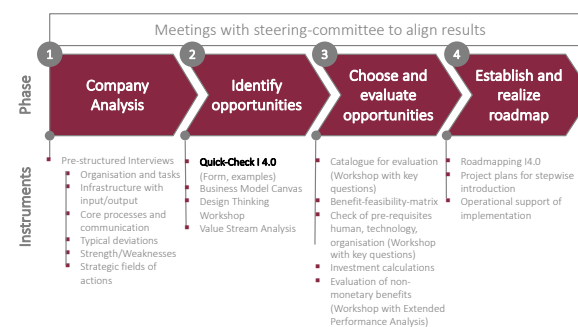 Meetings with steering-committee to align results
Phase
1
Company
Analysis
2
Identify
opportunities
3
Choose and
evaluate
opportunities
4
Establish and
realize
roadmap
Instruments
Pre-structured Interviews
Organisation and tasks
Infrastructure with
input/output
Core processes and
communication
Typical deviations
Strength/Weaknesses
Strategic fields of
actions
Quick-Check I 4.0
(Form, examples)
Business Model Canvas
Design Thinking
Workshop
Value Stream Analysis
Catalogue for evaluation
(Workshop with key
questions)
Benefit-feasibility-matrix
Check of pre-requisites
human, technology,
organisation (Workshop
with key questions)
Investment calculations
Evaluation of non-
monetary benefits
(Workshop with Extended
Performance Analysis)
Roadmapping I4.0
Project plans for stepwise
introduction
Operational support of
implementation